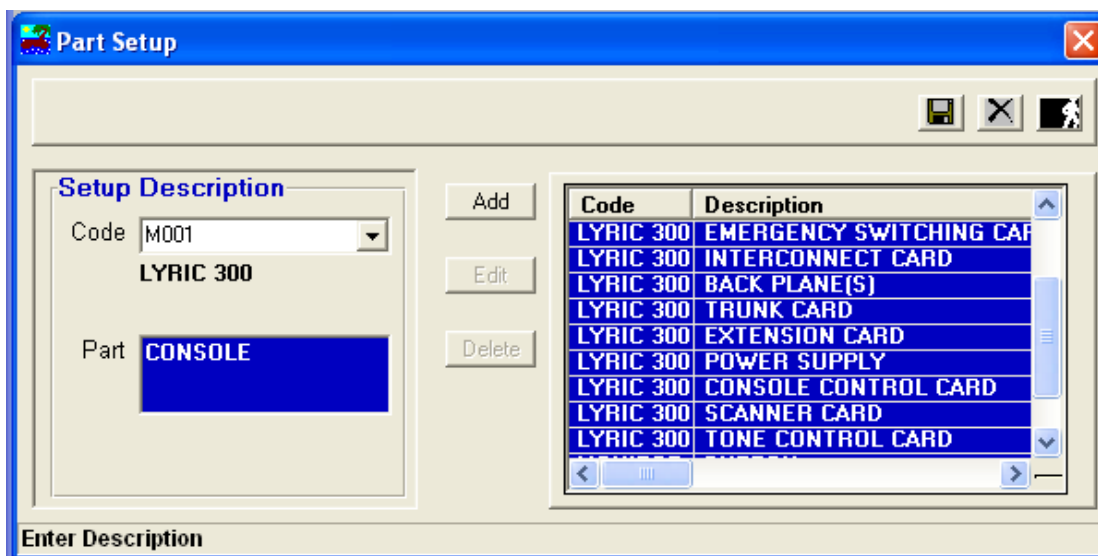 Part Setup
Setup Description
Code M001
LYRIC 300
Part CONSOLE
Add
Edit
Delete
Code Description
LYRIC 300 EMERGENCY SWITCHING CAR
LYRIC 300 INTERCONNECT CARD
LYRIC 300 BACK PLANE(S)
LYRIC 300 TRUNK CARD
LYRIC 300 EXTENSION CARD
LYRIC 300 POWER SUPPLY
LYRIC 300 CONSOLE CONTROL CARD
LYRIC 300 SCANNER CARD
LYRIC 300 TONE CONTROL CARD
Enter Description